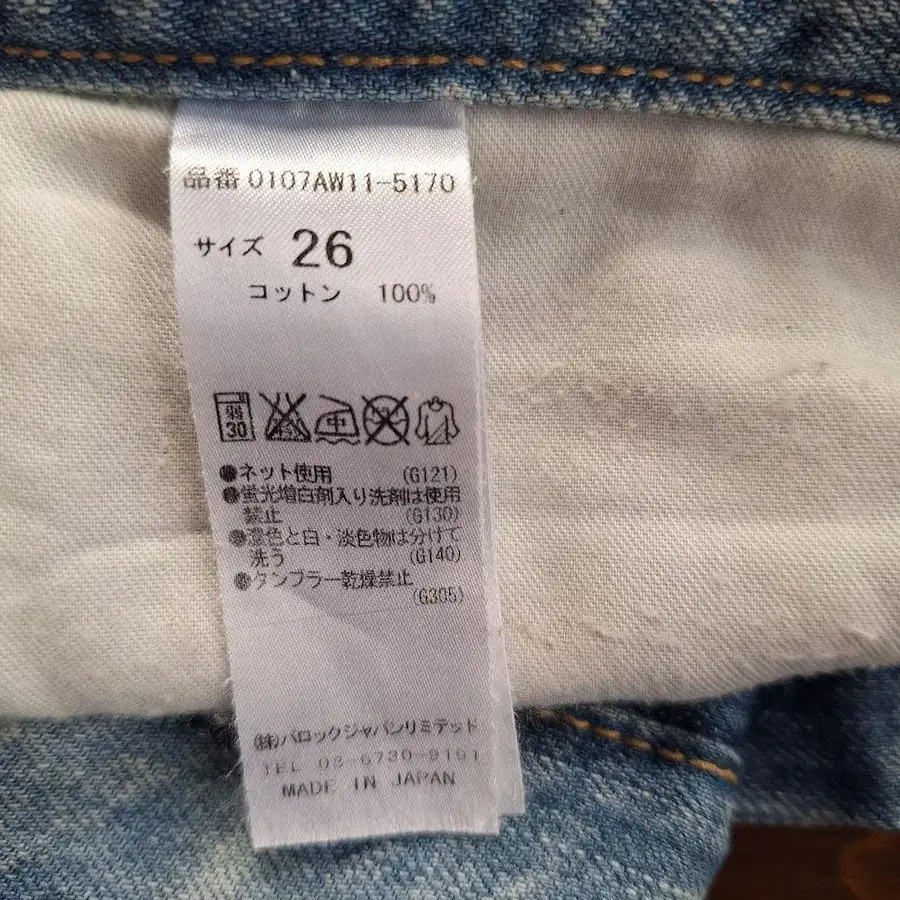 品番 0107AW11-5170
サイズ 26
コットン 100%
弱
30
中
●ネット使用 (G121)
●蛍光増白剤入り洗剤は使用
禁止 (G130)
●濃色と白・淡色物は分けて
洗う (G140)
●タンブラー乾燥禁止
(G305)
(株)バロックジャパンリミテッド
TEL 03-6730-9191
MADE IN JAPAN